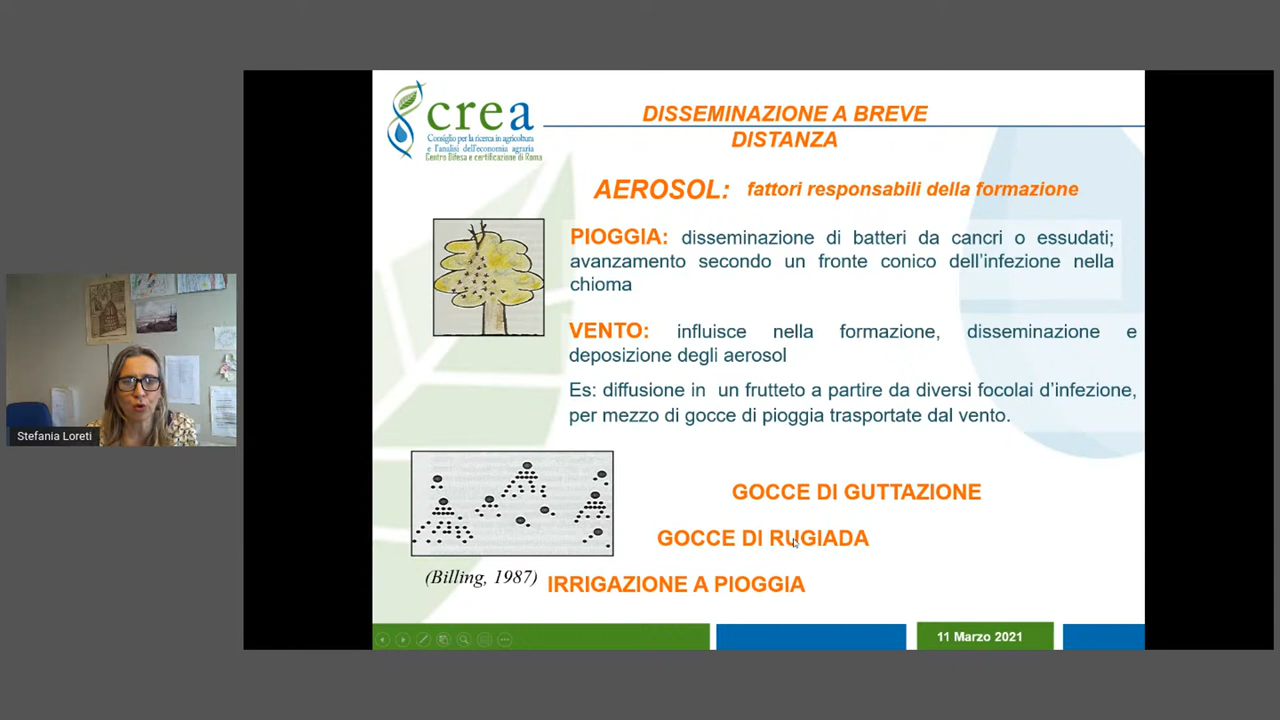 crea
Consiglio per la ricerca in agricoltura
e l'analisi dell'economia agraria
Centro Difesa e certificazione di Roma
DISSEMINAZIONE A BREVE
DISTANZA
AEROSOL: fattori responsabili della formazione
PIOGGIA: disseminazione di batteri da cancri o essudati;
avanzamento secondo un fronte conico dell'infezione nella
chioma
VENTO: influisce nella formazione, disseminazione e
deposizione degli aerosol
Es: diffusione in un frutteto a partire da diversi focolai d'infezione,
per mezzo di gocce di pioggia trasportate dal vento.
Stefania Loreti
GOCCE DI GUTTAZIONE
GOCCE DI RUGIADA
(Billing, 1987)
IRRIGAZIONE A PIOGGIA
11 Marzo 2021